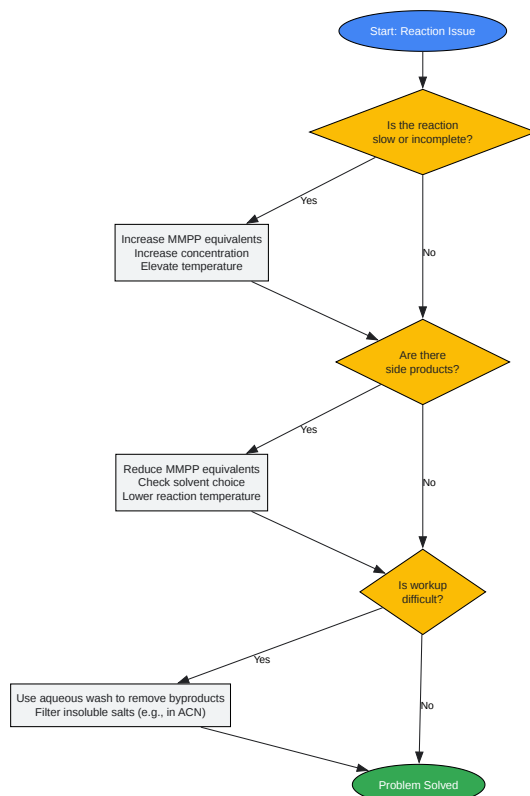 Start: Reaction Issue
Is the reaction
slow or incomplete?
Yes
No
Increase MMPP equivalents
Increase concentration
Elevate temperature
Are there
side products?
Yes
No
Reduce MMPP equivalents
Check solvent choice
Lower reaction temperature
Is workup
difficult?
Yes
No
Use aqueous wash to remove byproducts
Filter insoluble salts (e.g., in ACN)
Problem Solved